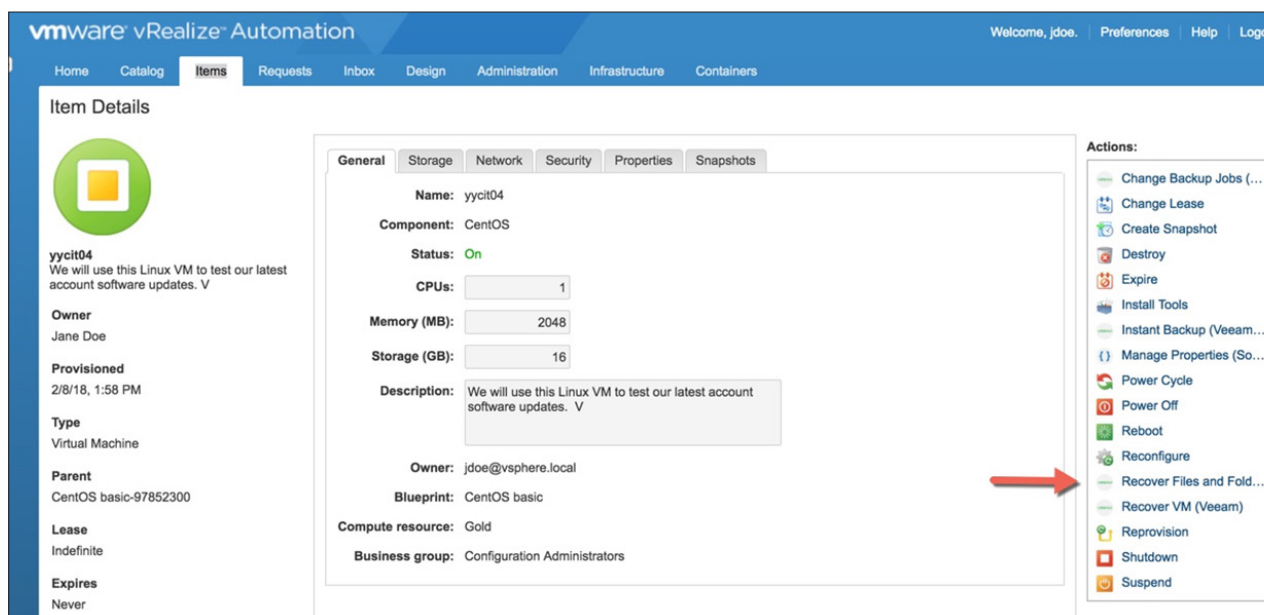 vmware vRealize Automation
Welcome, jdoe. Preferences Help Logo
Home Catalog Items Requests Inbox Design Administration Infrastructure Containers
Item Details
yycit04
We will use this Linux VM to test our latest
account software updates. V
Owner
Jane Doe
Provisioned
2/8/18, 1:58 PM
Type
Virtual Machine
Parent
CentOS basic-97852300
Lease
Indefinite
Expires
Never
General Storage Network Security Properties Snapshots
Name: yycit04
Component: CentOS
Status: On
CPUs: 1
Memory (MB): 2048
Storage (GB): 16
Description: We will use this Linux VM to test our latest account
software updates. V
Owner: jdoe@vsphere.local
Blueprint: CentOS basic
Compute resource: Gold
Business group: Configuration Administrators
Actions:
Change Backup Jobs (...
Change Lease
Create Snapshot
Destroy
Expire
Install Tools
Instant Backup (Veeam...
Manage Properties (So...
Power Cycle
Power Off
Reboot
Reconfigure
Recover Files and Fold...
Recover VM (Veeam)
Reprovision
Shutdown
Suspend